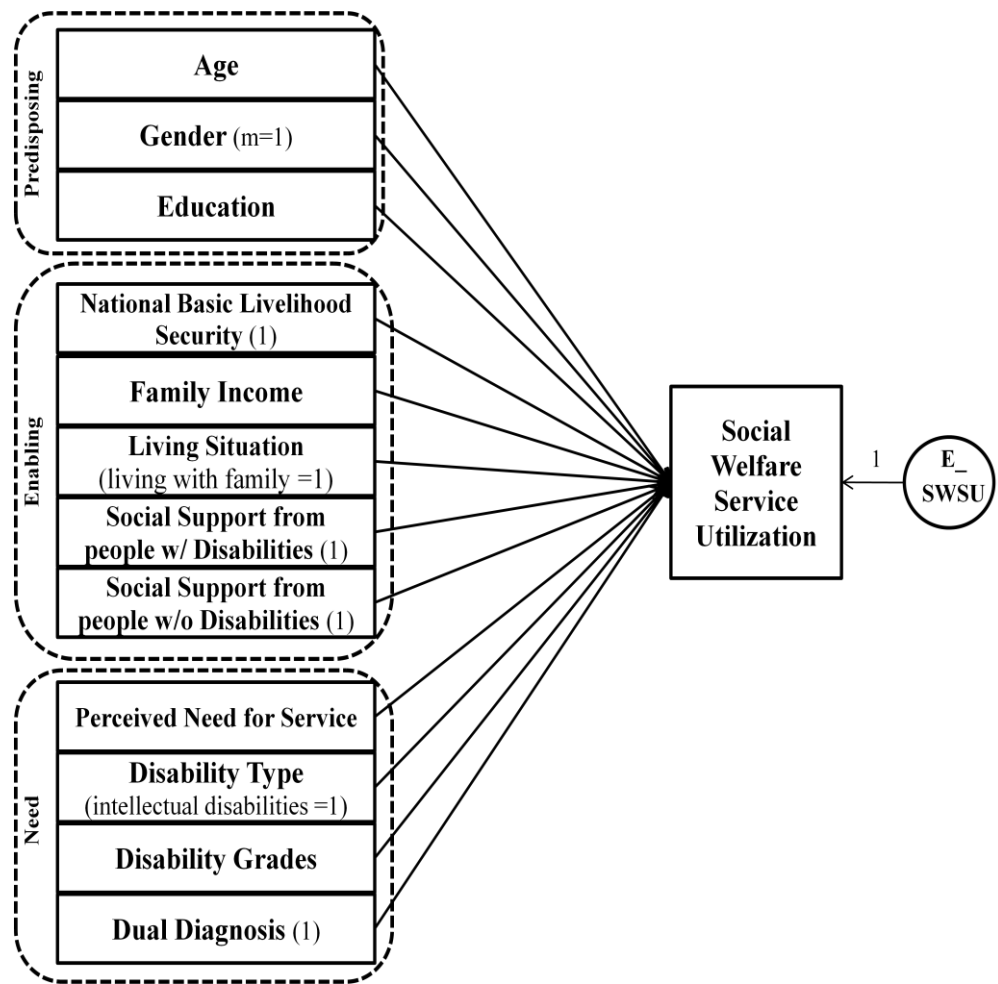 Predisposing
Age
Gender (m=1)
Education
Enabling
National Basic Livelihood
Security (1)
Family Income
Living Situation
(living with family =1)
Social Support from
people w/ Disabilities (1)
Social Support from
people w/o Disabilities (1)
Need
Perceived Need for Service
Disability Type
(intellectual disabilities =1)
Disability Grades
Dual Diagnosis (1)
Social
Welfare
Service
Utilization
1
E_
SWSU